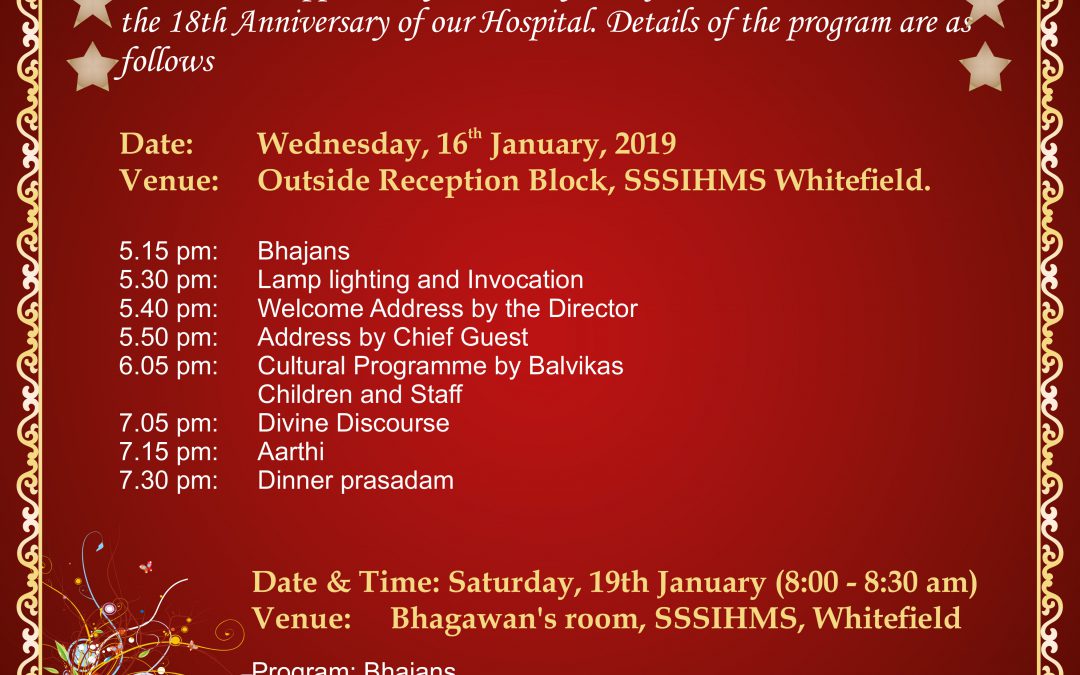 the 18th Anniversary of our Hospital. Details of the program are as
follows
Date: Wednesday, 16th January, 2019
Venue: Outside Reception Block, SSSIHMS Whitefield.
5.15 pm: Bhajans
5.30 pm: Lamp lighting and Invocation
5.40 pm: Welcome Address by the Director
5.50 pm: Address by Chief Guest
6.05 pm: Cultural Programme by Balvikas
Children and Staff
7.05 pm: Divine Discourse
7.15 pm: Aarthi
7.30 pm: Dinner prasadam
Date & Time: Saturday, 19th January (8:00 - 8:30 am)
Venue: Bhagawan's room, SSSIHMS, Whitefield
Program: Bhajans